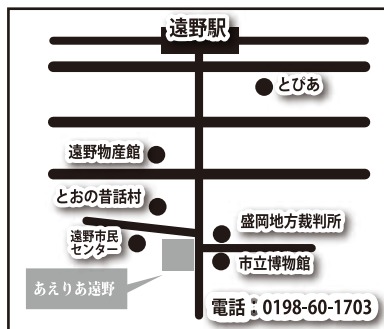 遠野駅
とぴあ
遠野物産館
とおの昔話村
盛岡地方裁判所
遠野市民
センター
市立博物館
あえりあ遠野
電話：0198-60-1703